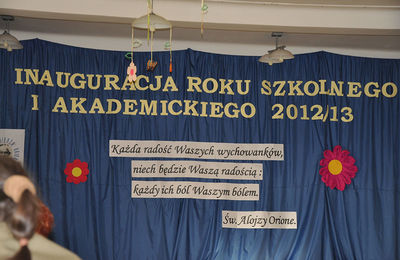 INAUGURACJA ROKU SZKOLNEGO
I AKADEMICKIEGO 2012/13
Każda radość Waszych wychowanków,
niech będzie Waszą radością;
każdy ich ból Waszym bólem.
Św. Alojzy Orione.